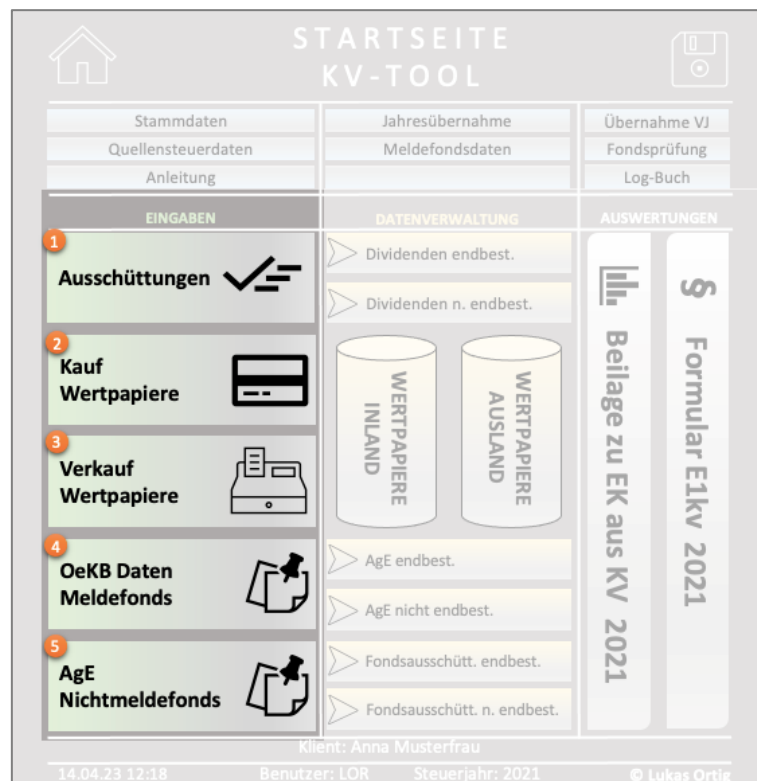 STARTSEITE
KV-TOOL
Stammdaten
Jahresübernahme
Übernahme VJ
Quellensteuerdaten
Meldefondsdaten
Fondsprüfung
Anleitung
Log-Buch
EINGABEN
DATENVERWALTUNG
AUSWERTUNGEN
1
Ausschüttungen
2
Kauf
Wertpapiere
3
Verkauf
Wertpapiere
4
OeKB Daten
Meldefonds
5
AgE
Nichtmeldefonds
Dividenden endbest.
Dividenden n. endbest.
WERTPAPIERE
INLAND
WERTPAPIERE
AUSLAND
AgE endbest.
AgE nicht endbest.
Fondsausschütt. endbest.
Fondsausschütt. n. endbest.
Beilage zu EK aus KV 2021
§ Formular E1kv 2021
Klient: Anna Musterfrau
14.04.23 12:18
Benutzer: LOR
Steuerjahr: 2021
© Lukas Ortig